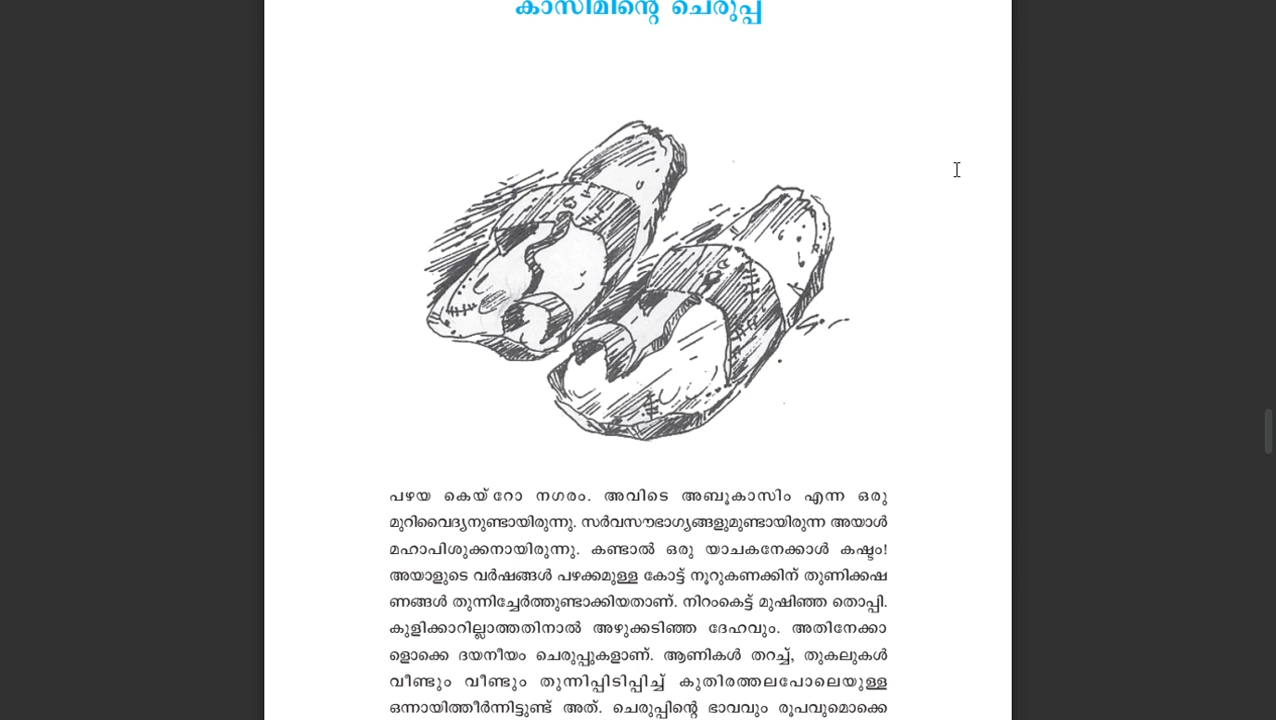 കാസിമിന്റെ ചെരുപ്പ്
പഴയ കെയ്റോ നഗരം. അവിടെ അബൂകാസിം എന്ന ഒരു
മുറിവൈദ്യനുണ്ടായിരുന്നു. സർവസൗഭാഗ്യങ്ങളുമുണ്ടായിരുന്ന അയാൾ
മഹാപിശുക്കനായിരുന്നു. കണ്ടാൽ ഒരു യാചകനേക്കാൾ കഷ്ടം!
അയാളുടെ വർഷങ്ങൾ പഴക്കമുള്ള കോട്ട് നൂറുകണക്കിന് തുണിക്കഷ
ണങ്ങൾ തുന്നിച്ചേർത്തുണ്ടാക്കിയതാണ്. നിറംകെട്ട് മുഷിഞ്ഞ തൊപ്പി.
കുളിക്കാറില്ലാത്തതിനാൽ അഴുക്കടിഞ്ഞ ദേഹവും. അതിനേക്കാ
ളൊക്കെ ദയനീയം ചെരുപ്പുകളാണ്. ആണികൾ തറച്ച്, തുകലുകൾ
വീണ്ടും വീണ്ടും തുന്നിപ്പിടിപ്പിച്ച് കുതിരത്തലപോലെയുള്ള
ഒന്നായിത്തീർന്നിട്ടുണ്ട് അത്. ചെരുപ്പിന്റെ ഭാവവും രൂപവുമൊക്കെ